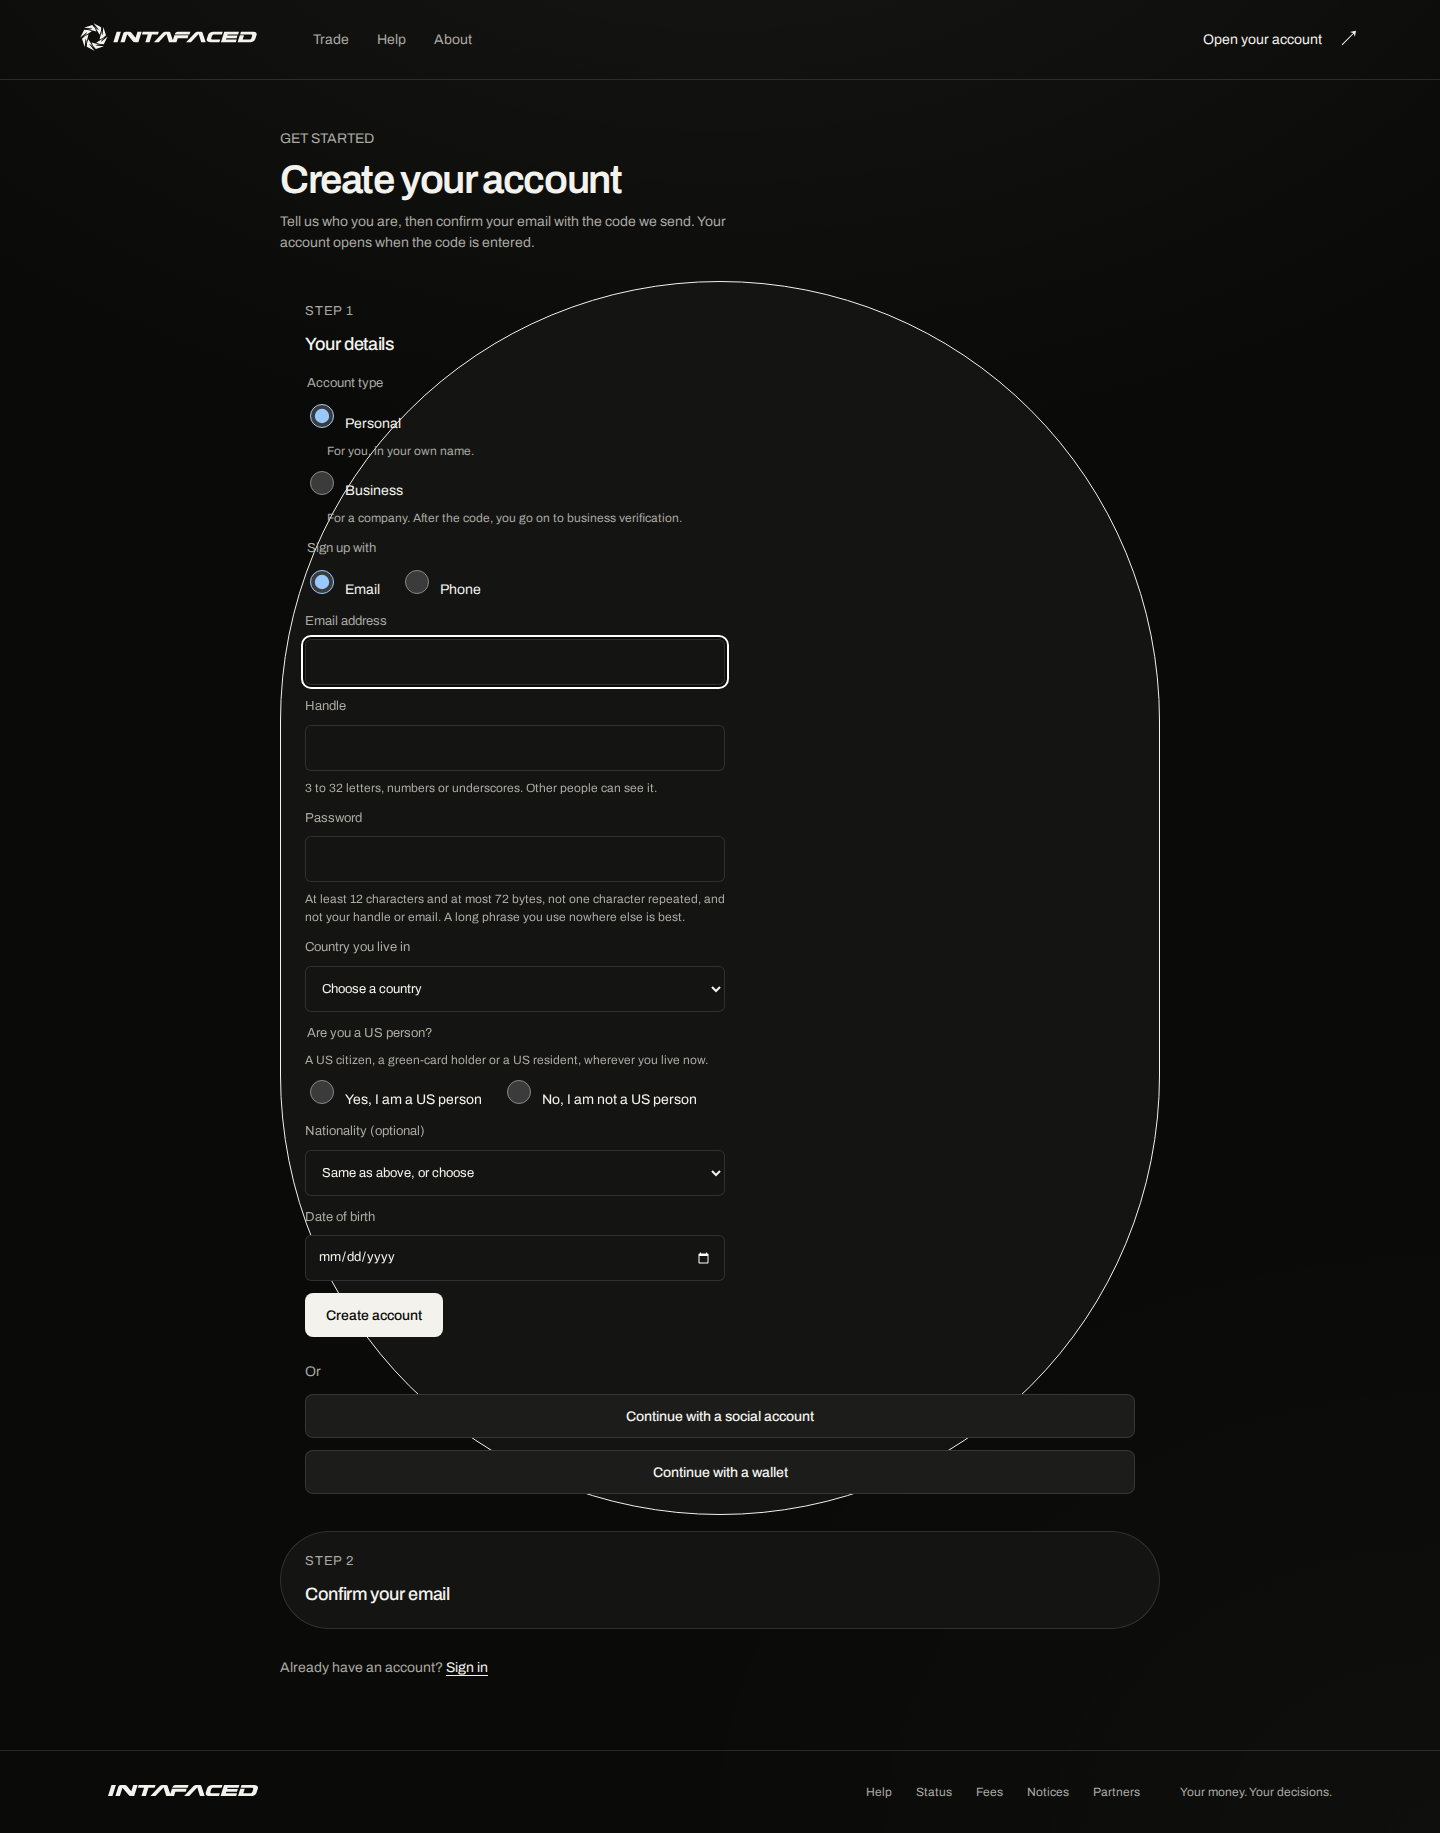 INTAFACED
Trade
Help
About
Open your account
GET STARTED
Create your account
Tell us who you are, then confirm your email with the code we send. Your
account opens when the code is entered.
STEP 1
Your details
Account type
Personal
For you, in your own name.
Business
For a company. After the code, you go on to business verification.
Sign up with
Email
Phone
Email address
Handle
3 to 32 letters, numbers or underscores. Other people can see it.
Password
At least 12 characters and at most 72 bytes, not one character repeated, and
not your handle or email. A long phrase you use nowhere else is best.
Country you live in
Choose a country
Are you a US person?
A US citizen, a green-card holder or a US resident, wherever you live now.
Yes, I am a US person
No, I am not a US person
Nationality (optional)
Same as above, or choose
Date of birth
mm/dd/yyyy
Create account
Or
Continue with a social account
Continue with a wallet
STEP 2
Confirm your email
Already have an account? Sign in
INTAFACED
Help
Status
Fees
Notices
Partners
Your money. Your decisions.